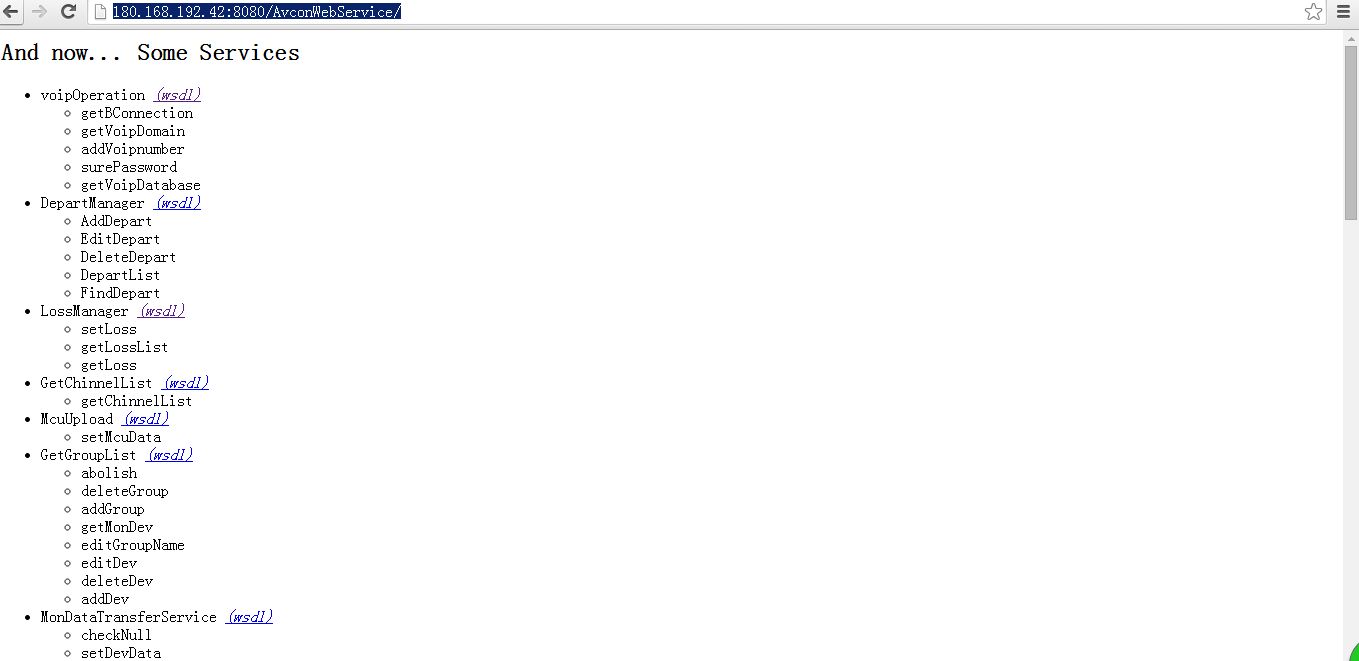 180.168.192.42:8080/AvconWebService/
And now... Some Services
voipOperation (wsdl)
getBConnection
getVoipDomain
addVoipnumber
surePassword
getVoipDatabase
DepartManager (wsdl)
AddDepart
EditDepart
DeleteDepart
DepartList
FindDepart
LossManager (wsdl)
setLoss
getLossList
getLoss
GetChinnelList (wsdl)
getChinnelList
McuUpload (wsdl)
setMcuData
GetGroupList (wsdl)
abolish
deleteGroup
addGroup
getMonDev
editGroupName
editDev
deleteDev
addDev
MonDataTransferService (wsdl)
checkNull
setDevData